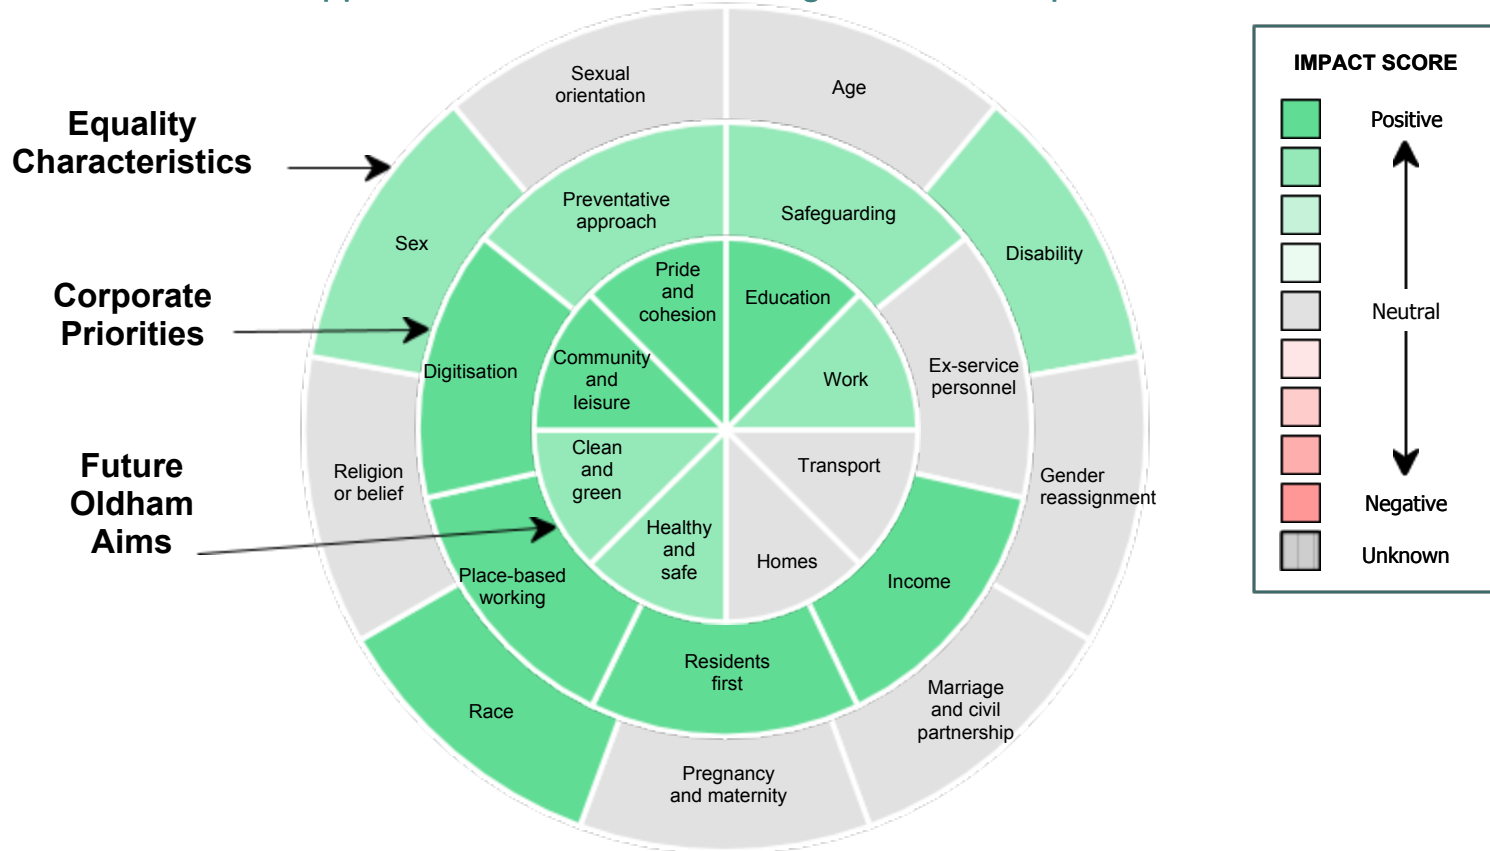 Equality
Characteristics
Corporate
Priorities
Future
Oldham
Aims
Sexual
orientation
Age
Sex
Disability
Religion
or belief
Gender
reassignment
Race
Marriage
and civil
partnership
Pregnancy
and maternity
Preventative
approach
Safeguarding
Digitisation
Ex-service
personnel
Place-based
working
Income
Residents
first
Pride
and
cohesion
Education
Community
and
leisure
Work
Clean
and
green
Transport
Healthy
and
safe
Homes
IMPACT SCORE
Positive
Neutral
Negative
Unknown